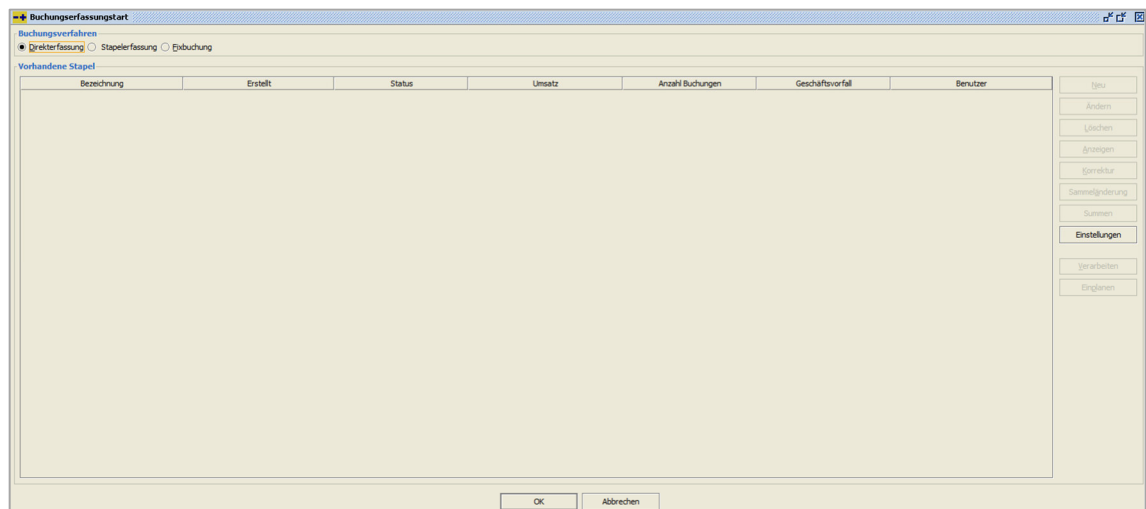 Buchungserfassungstart
Buchungsverfahren
Direkterfassung Stapelerfassung Fixbuchung
Vorhandene Stapel
Bezeichnung Erstellt Status Umsatz Anzahl Buchungen Geschäftsvorfall Benutzer
Neu
Ändern
Löschen
Anzeigen
Korrektur
Sammeländerung
Summen
Einstellungen
Verarbeiten
Einplanen
OK Abbrechen